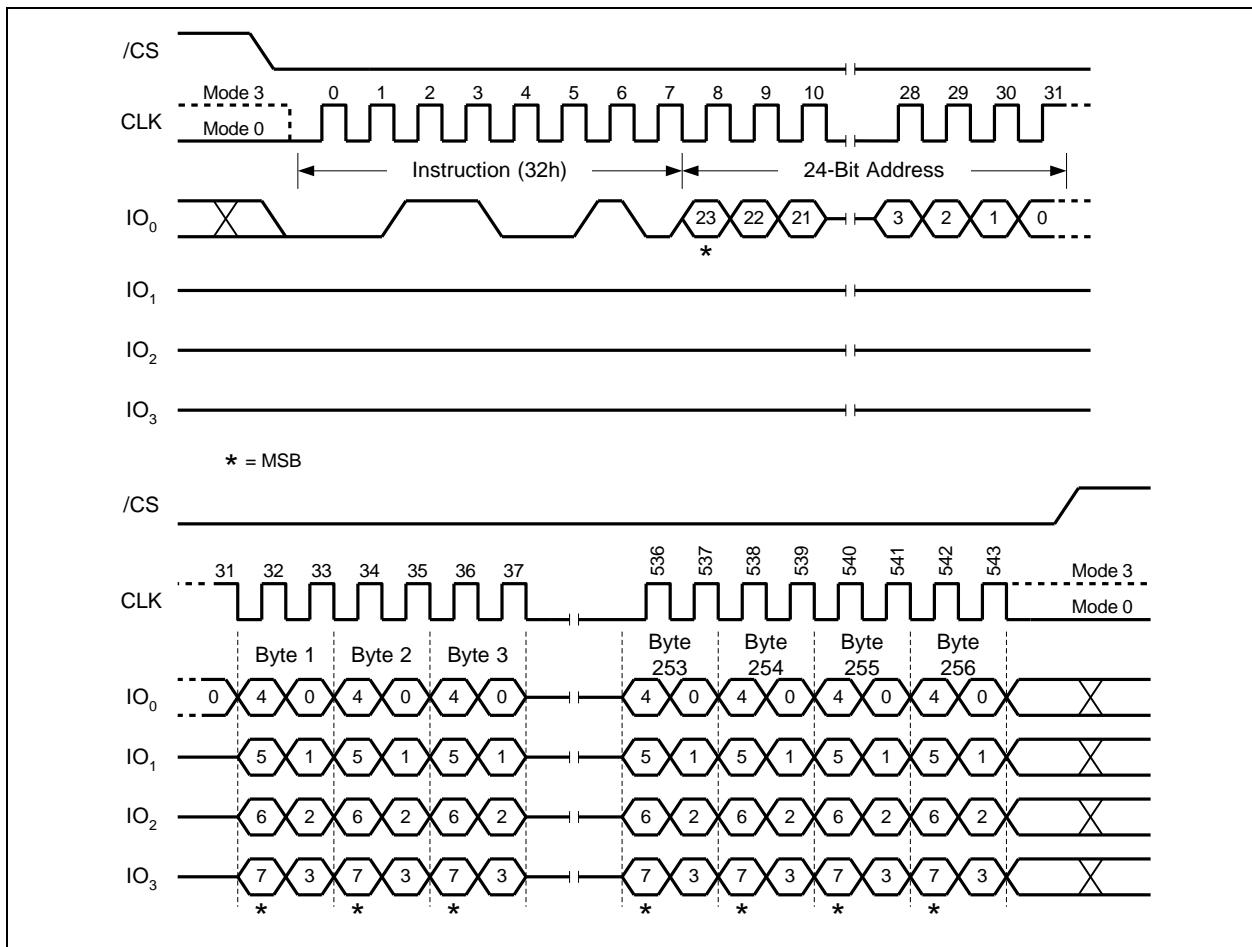 /CS
Mode 3 0 1 2 3 4 5 6 7 8 9 10 28 29 30 31
CLK
Mode 0
Instruction (32h) 24-Bit Address
IO0 23 22 21 3 2 1 0
*
IO1
IO2
IO3
* = MSB
/CS
31 32 33 34 35 36 37 536 537 538 539 540 541 542 543 Mode 3
CLK
Mode 0
Byte 1 Byte 2 Byte 3 Byte 253 Byte 254 Byte 255 Byte 256
IO0 0 4 0 4 0 4 0 4 0 4 0 4 0 4 0
IO1 5 1 5 1 5 1 5 1 5 1 5 1 5 1
IO2 6 2 6 2 6 2 6 2 6 2 6 2 6 2
IO3 7 3 7 3 7 3 7 3 7 3 7 3 7 3
* * * * * * *